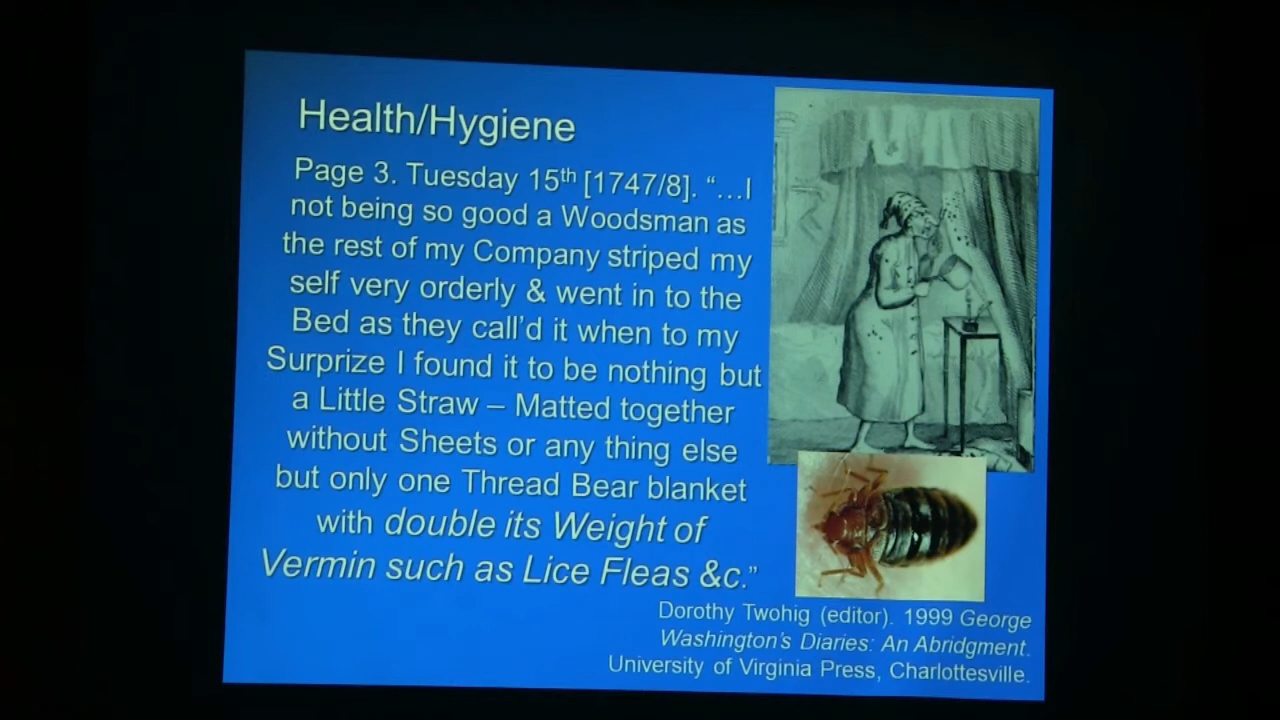 Health/Hygiene
Page 3. Tuesday 15th [1747/8]. “…I
not being so good a Woodsman as
the rest of my Company striped my
self very orderly & went in to the
Bed as they call’d it when to my
Surprize I found it to be nothing but
a Little Straw – Matted together
without Sheets or any thing else
but only one Thread Bear blanket
with double its Weight of
Vermin such as Lice Fleas &c.”
Dorothy Twohig (editor). 1999 George
Washington’s Diaries: An Abridgment.
University of Virginia Press, Charlottesville.